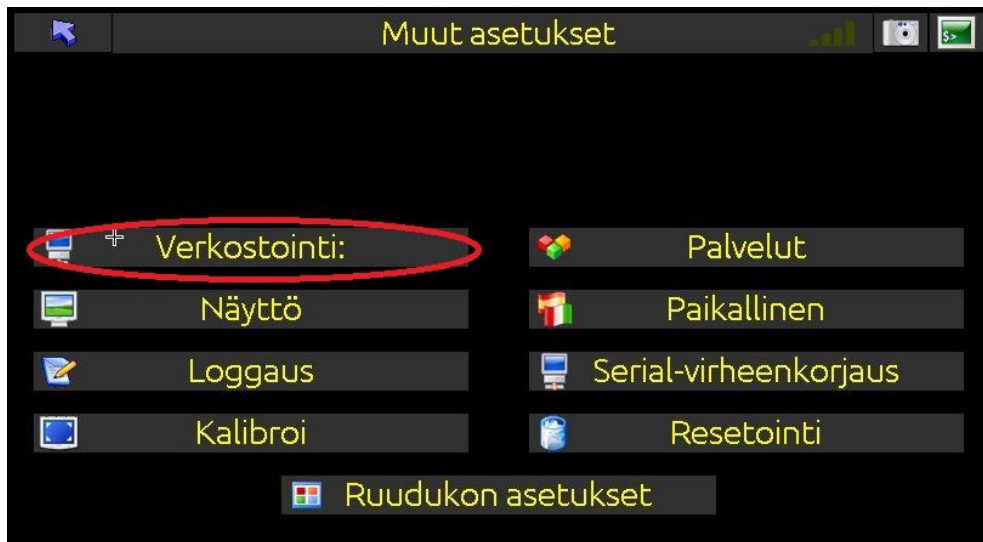 Muut asetukset
$>
Verkostointi:
Palvelut
Näyttö
Paikallinen
Loggaus
Serial-virheenkorjaus
Kalibroi
Resetointi
Ruudukon asetukset